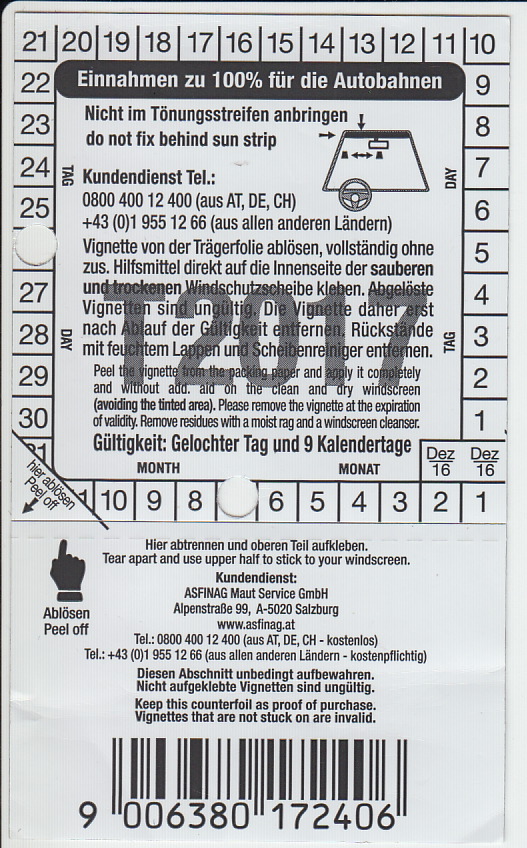 21 20 19 18 17 16 15 14 13 12 11 10
22 Einnahmen zu 100% für die Autobahnen 9
23 Nicht im Tönungsstreifen anbringen 8
do not fix behind sun strip
24 TAG Kundendienst Tel.: DAY 7
25 0800 400 12 400 (aus AT, DE, CH) 6
+43 (0)1 955 12 66 (aus allen anderen Ländern)
Vignette von der Trägerfolie ablösen, vollständig ohne 5
zus. Hilfsmittel direkt auf die Innenseite der sauberen
27 und trockenen Windschutzscheibe kleben. Abgelöste 4
Vignetten sind ungültig. Die Vignette daher erst
28 DAY nach Ablauf der Gültigkeit entfernen. Rückstände TAG 3
mit feuchtem Lappen und Scheibenreiniger entfernen.
T2017
29 Peel the vignette from the packing paper and apply it completely 2
and without add. aid on the clean and dry windscreen
30 (avoiding the tinted area). Please remove the vignette at the expiration 1
of validity. Remove residues with a moist rag and a windscreen cleanser.
Gültigkeit: Gelochter Tag und 9 Kalendertage
31 MONTH MONAT Dez 16 Dez 16
hier ablösen
Peel off
11 10 9 8 6 5 4 3 2 1
Hier abtrennen und oberen Teil aufkleben.
Tear apart and use upper half to stick to your windscreen.
Ablösen
Peel off
Kundendienst:
ASFINAG Maut Service GmbH
Alpenstraße 99, A-5020 Salzburg
www.asfinag.at
Tel.: 0800 400 12 400 (aus AT, DE, CH - kostenlos)
Tel.: +43 (0)1 955 12 66 (aus allen anderen Ländern - kostenpflichtig)
Diesen Abschnitt unbedingt aufbewahren.
Nicht aufgeklebte Vignetten sind ungültig.
Keep this counterfoil as proof of purchase.
Vignettes that are not stuck on are invalid.
9 006380 172406